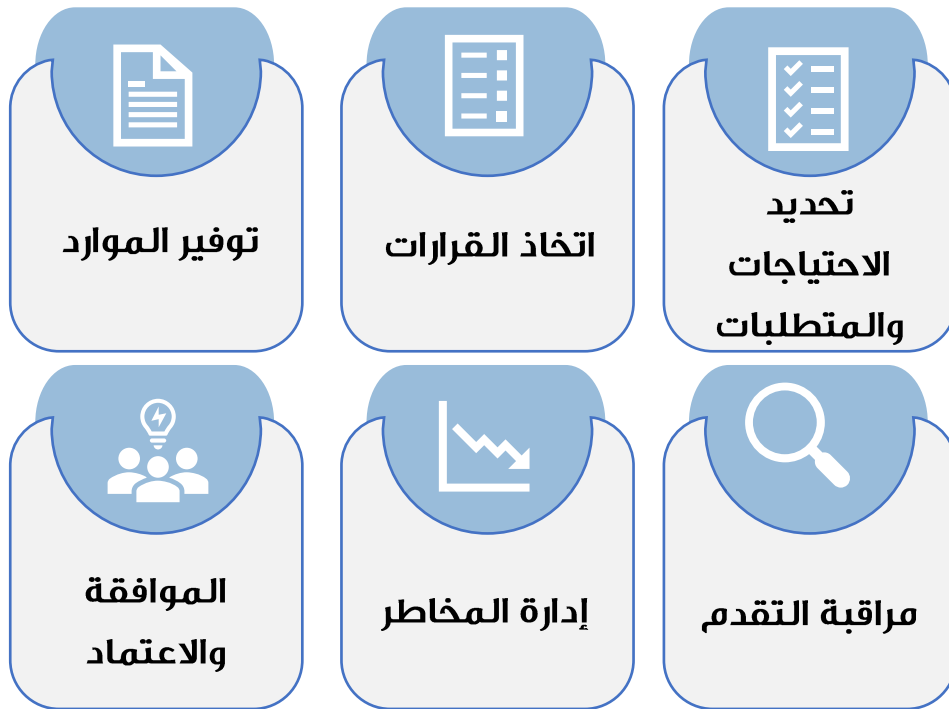 تحديد
الاحتياجات
والمتطلبات
اتخاذ القرارات
توفير الموارد
مراقبة التقدم
إدارة المخاطر
الموافقة
والاعتماد